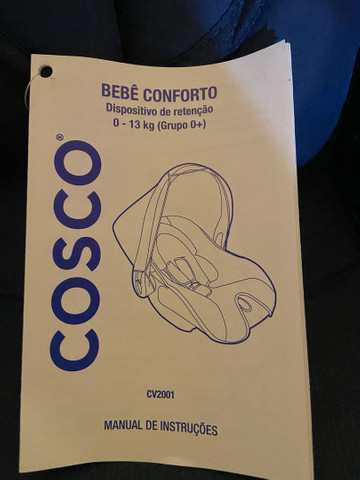 BEBÊ CONFORTO
Dispositivo de retenção
0 - 13 kg (Grupo 0+)
COSCO®
CV2001
MANUAL DE INSTRUÇÕES